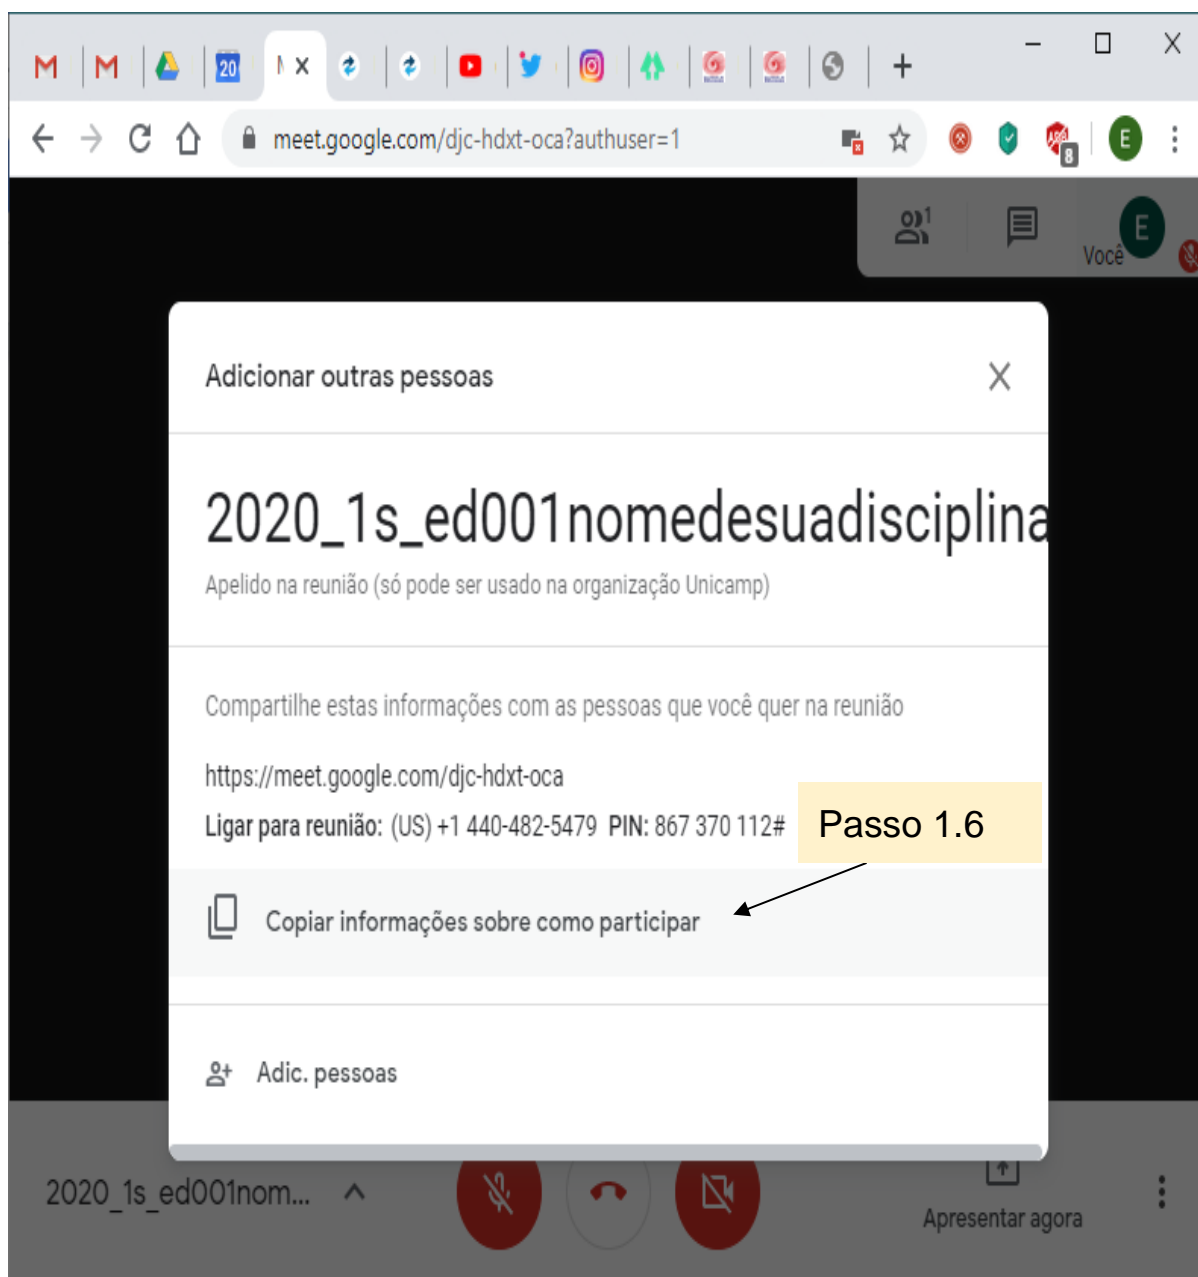 20
meet.google.com/djc-hdxt-oca?authuser=1
8
E
1
E
Você
Adicionar outras pessoas
2020_1s_ed001nomedesuadisciplina
Apelido na reunião (só pode ser usado na organização Unicamp)
Compartilhe estas informações com as pessoas que você quer na reunião
https://meet.google.com/djc-hdxt-oca
Ligar para reunião: (US) +1 440-482-5479 PIN: 867 370 112#
Passo 1.6
Copiar informações sobre como participar
Adic. pessoas
2020_1s_ed001nom...
Apresentar agora